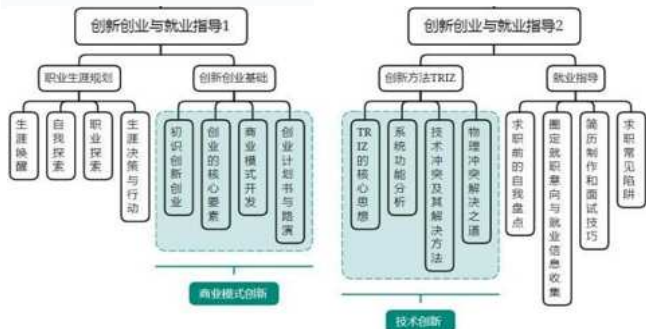 创新创业与就业指导1
创新创业与就业指导2
职业生涯规划
创新创业基础
创新方法TRIZ
就业指导
生涯唤醒
自我探索
职业探索
生涯决策与行动
初识创新创业
创业的核心要素
商业模式开发
创业计划书与路演
TRIZ的核心思想
系统功能分析
技术冲突及其解决方法
物理冲突解决之道
求职前的自我盘点
圈定就职意向与就业信息收集
简历制作和面试技巧
求职常见陷阱
商业模式创新
技术创新